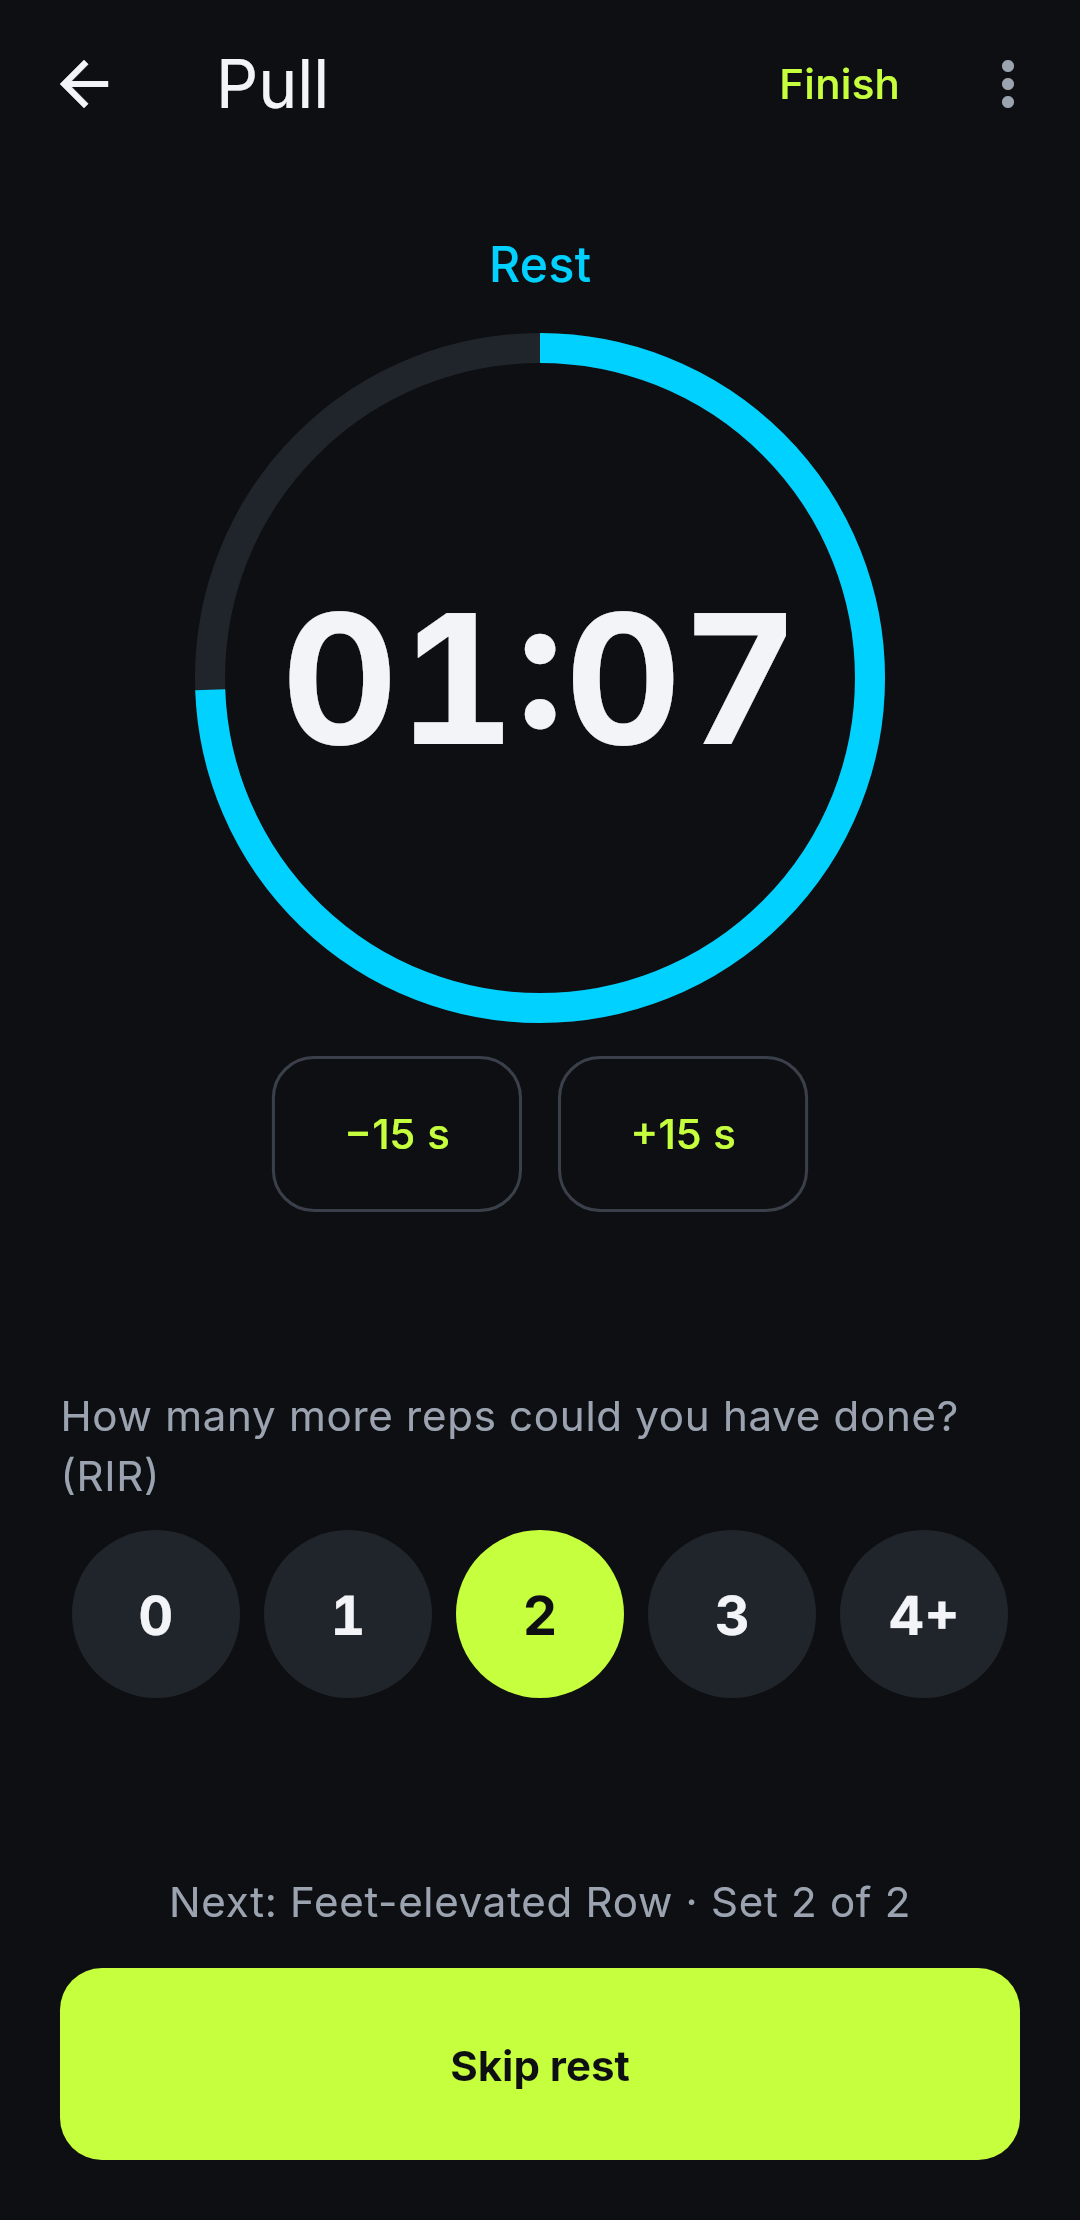 Pull
Finish
Rest
01:07
−15 s
+15 s
How many more reps could you have done?
(RIR)
0
1
2
3
4+
Next: Feet-elevated Row · Set 2 of 2
Skip rest